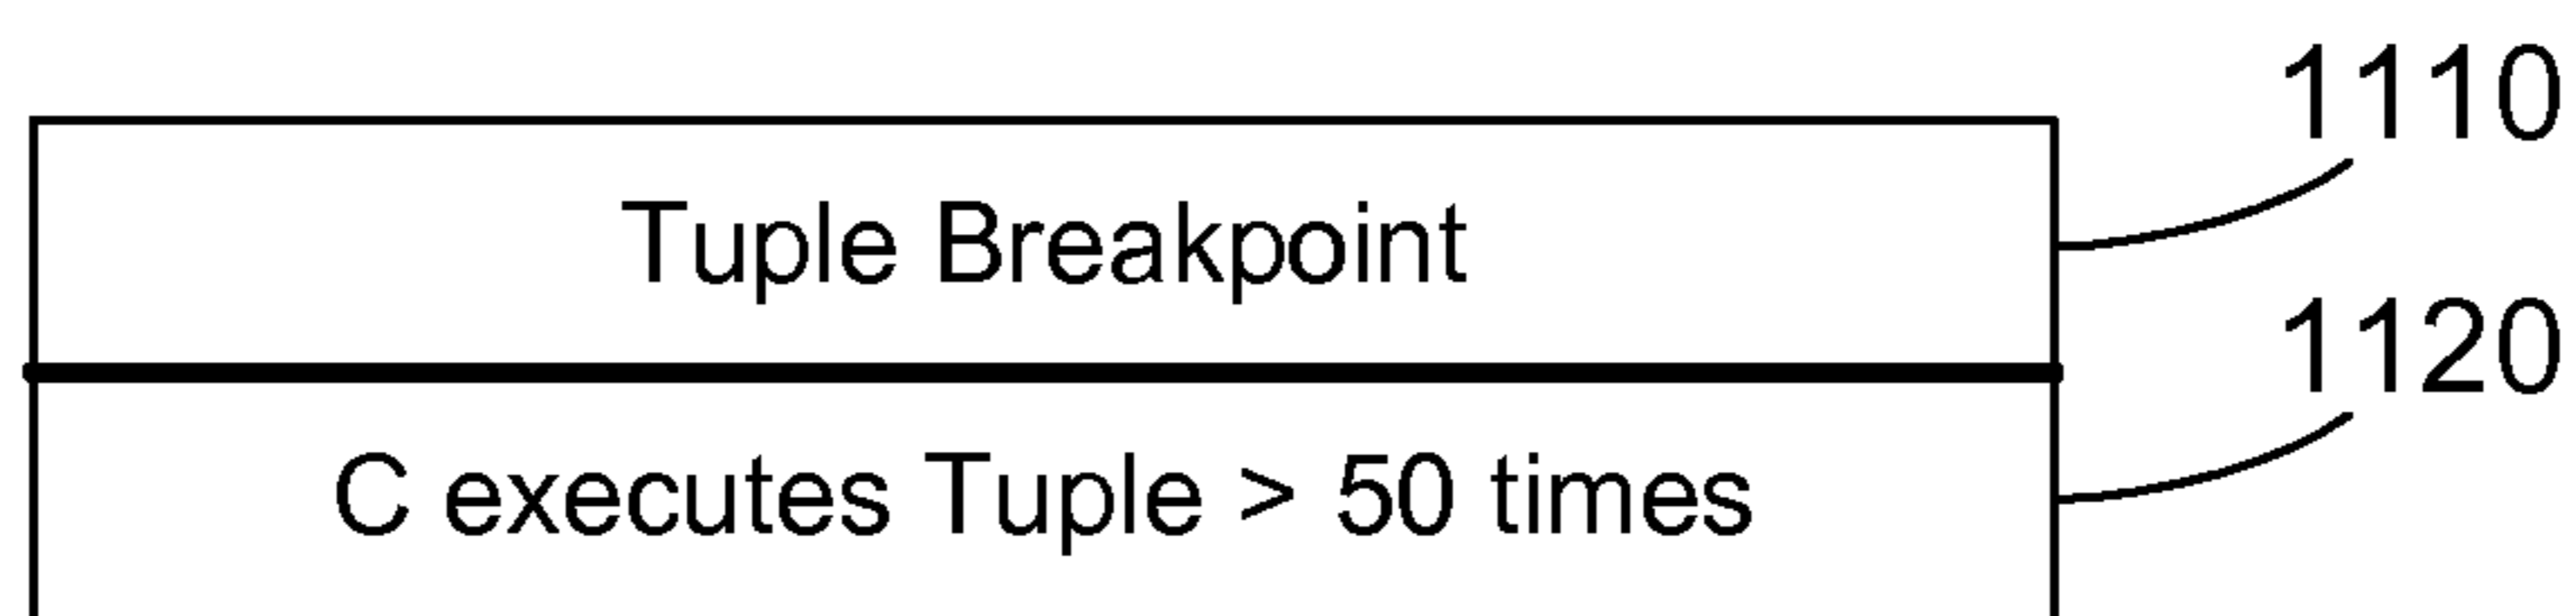 1110
Tuple Breakpoint
1120
C executes Tuple > 50 times